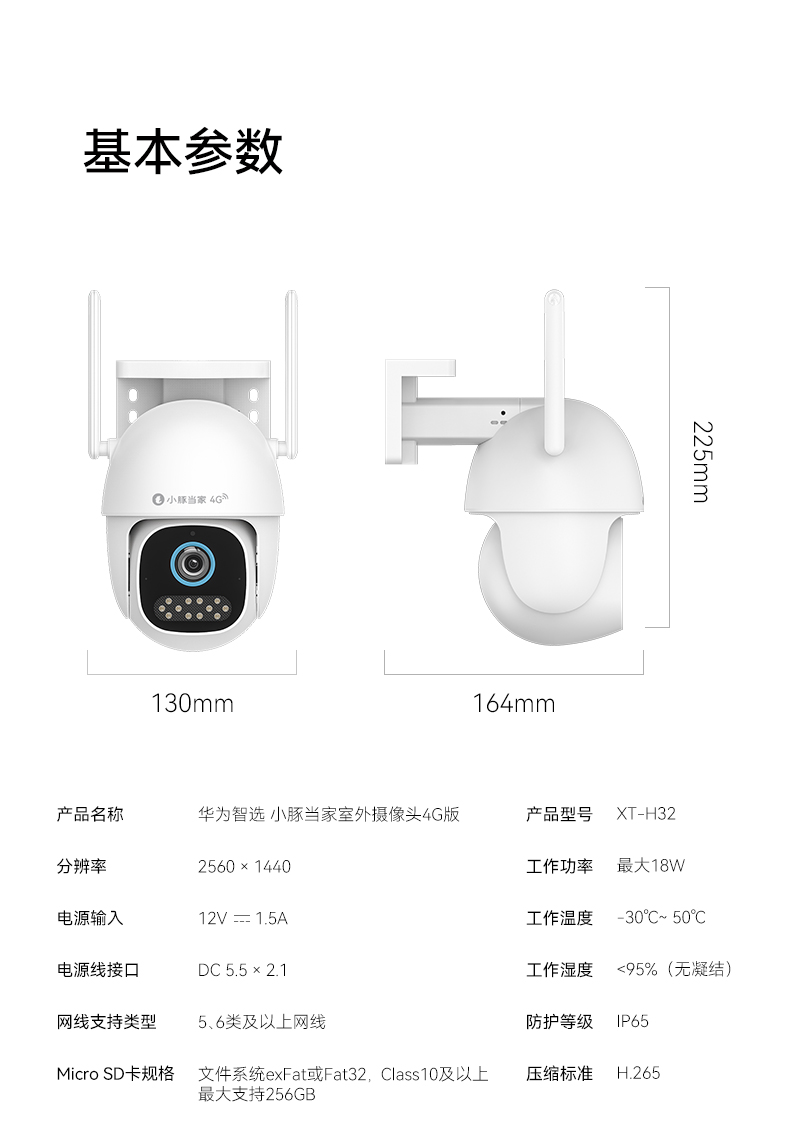 基本参数
小豚当家 4G
225mm
130mm
164mm
产品名称 华为智选 小豚当家室外摄像头4G版 产品型号 XT-H32
分辨率 2560 × 1440 工作功率 最大18W
电源输入 12V ⎓ 1.5A 工作温度 -30℃~ 50℃
电源线接口 DC 5.5 × 2.1 工作湿度 <95%（无凝结）
网线支持类型 5、6类及以上网线 防护等级 IP65
Micro SD卡规格 文件系统exFat或Fat32，Class10及以上 压缩标准 H.265
最大支持256GB